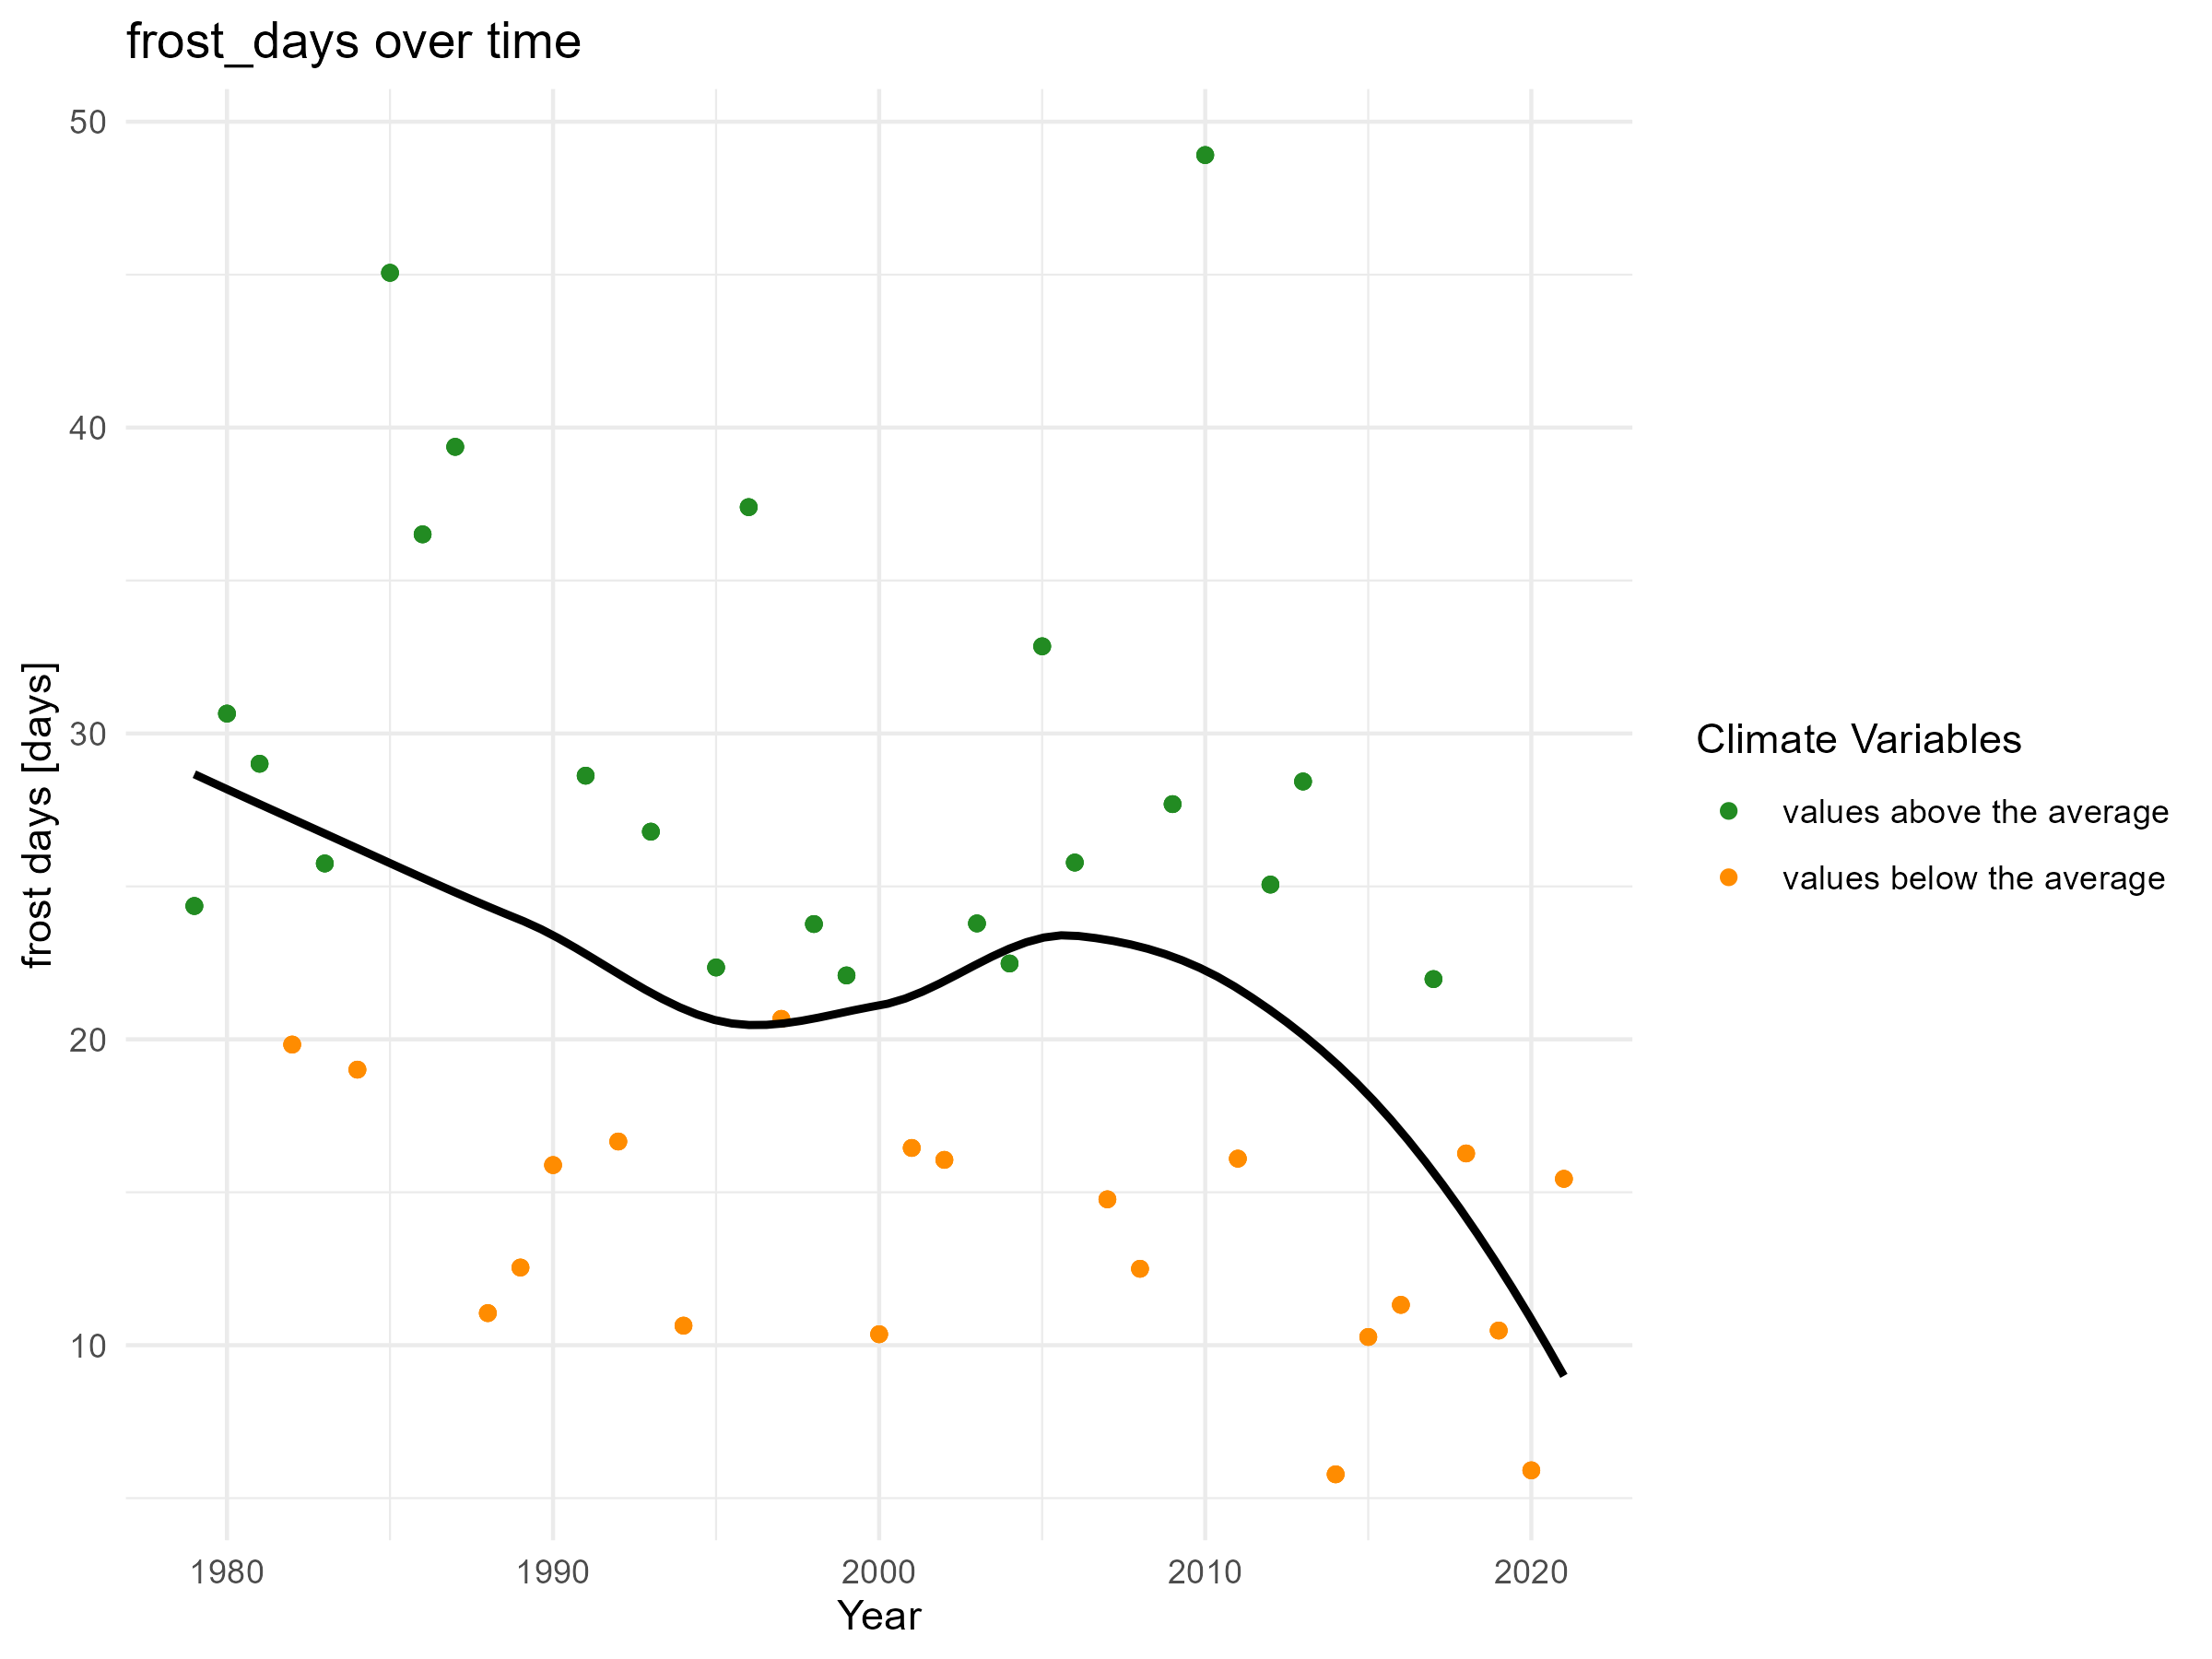 frost_days over time
50
40
30
20
10
frost days [days]
1980 1990 2000 2010 2020
Year
Climate Variables
values above the average
values below the average